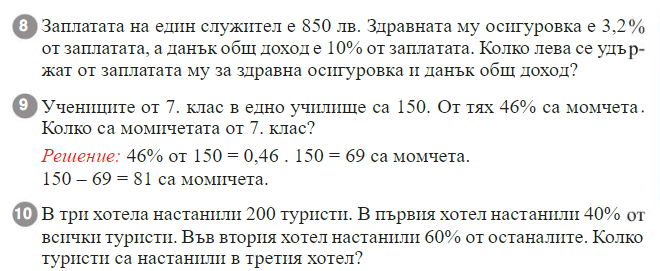 8 Заплатата на един служител е 850 лв. Здравната му осигуровка е 3,2%
от заплатата, а данък общ доход е 10% от заплатата. Колко лева се удър-
жат от заплатата му за здравна осигуровка и данък общ доход?
9 Учениците от 7. клас в едно училище са 150. От тях 46% са момчета.
Колко са момичетата от 7. клас?
Решение: 46% от 150 = 0,46 . 150 = 69 са момчета.
150 – 69 = 81 са момичета.
10 В три хотела настанили 200 туристи. В първия хотел настанили 40% от
всички туристи. Във втория хотел настанили 60% от останалите. Колко
туристи са настанили в третия хотел?